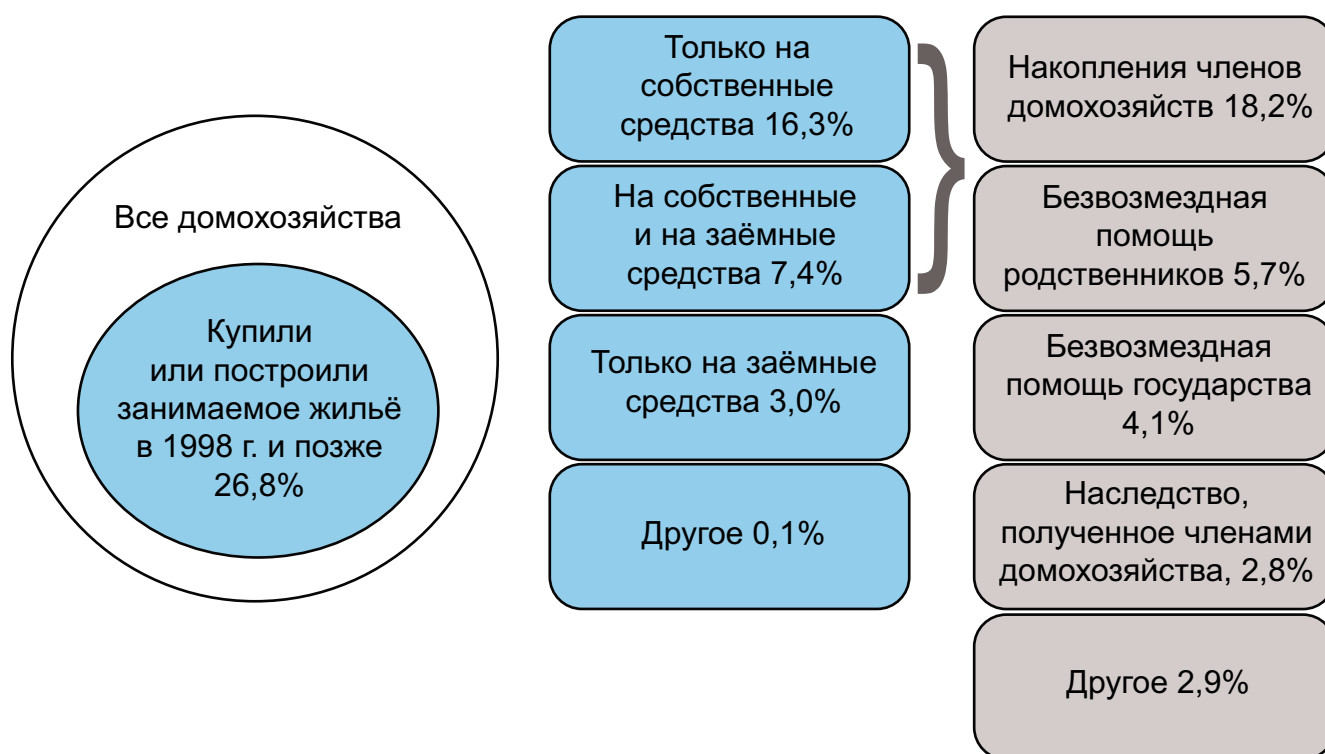 Все домохозяйства
Купили
или построили
занимаемое жильё
в 1998 г. и позже
26,8%
Только на
собственные
средства 16,3%
На собственные
и на заёмные
средства 7,4%
Только на заёмные
средства 3,0%
Другое 0,1%
Накопления членов
домохозяйств 18,2%
Безвозмездная
помощь
родственников 5,7%
Безвозмездная
помощь государства
4,1%
Наследство,
полученное членами
домохозяйства, 2,8%
Другое 2,9%